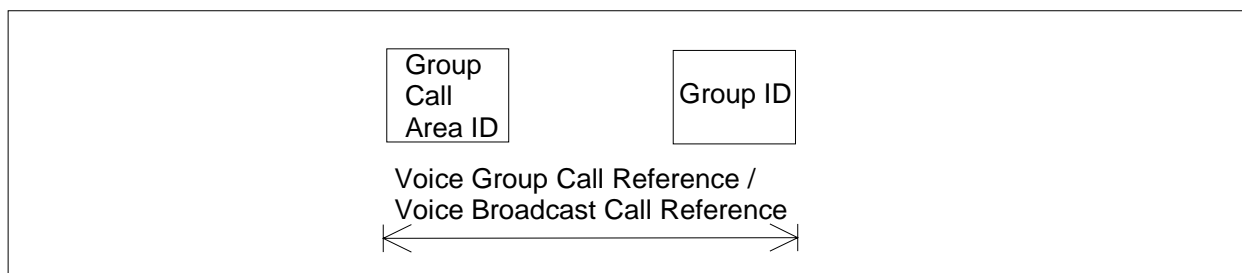 Group
Call
Area ID
Group ID
Voice Group Call Reference /
Voice Broadcast Call Reference